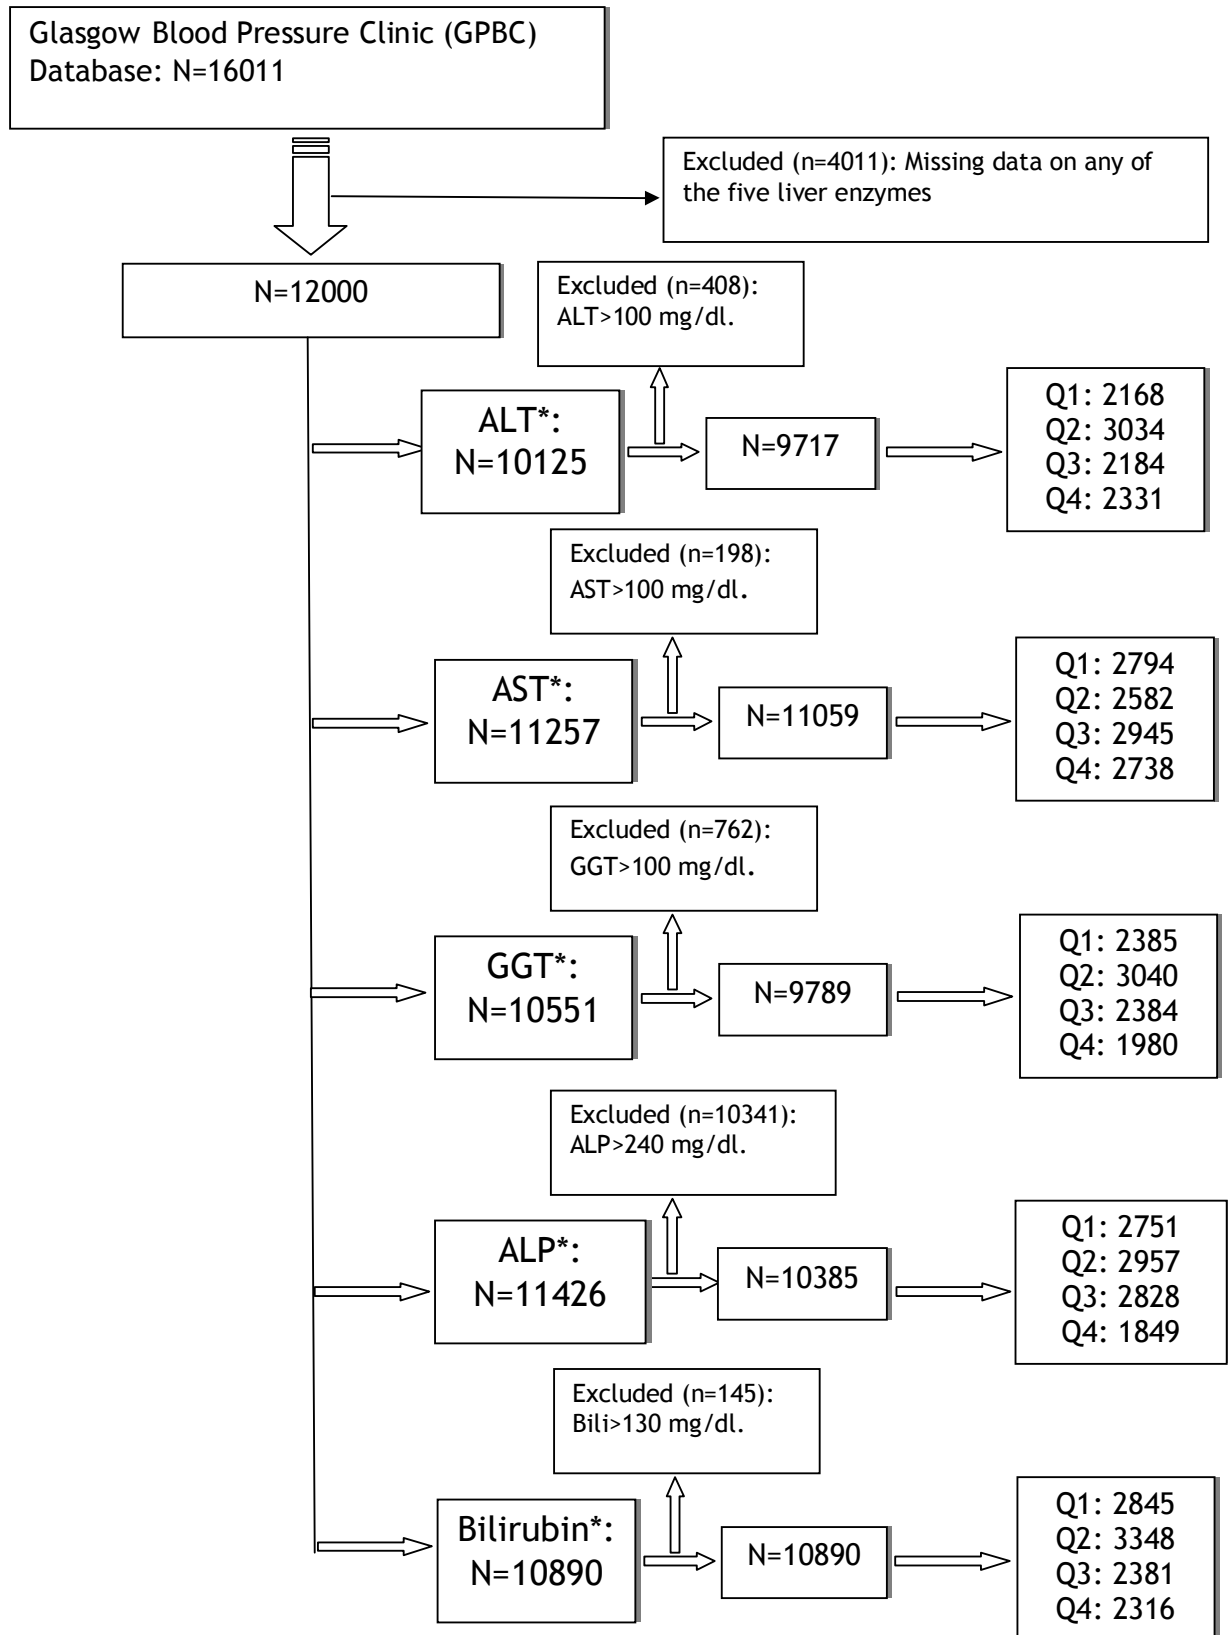 Glasgow Blood Pressure Clinic (GPBC)
Database: N=16011
Excluded (n=4011): Missing data on any of
the five liver enzymes
N=12000
Excluded (n=408):
ALT>100 mg/dl.
ALT*:
N=10125
N=9717
Q1: 2168
Q2: 3034
Q3: 2184
Q4: 2331
Excluded (n=198):
AST>100 mg/dl.
AST*:
N=11257
N=11059
Q1: 2794
Q2: 2582
Q3: 2945
Q4: 2738
Excluded (n=762):
GGT>100 mg/dl.
GGT*:
N=10551
N=9789
Q1: 2385
Q2: 3040
Q3: 2384
Q4: 1980
Excluded (n=10341):
ALP>240 mg/dl.
ALP*:
N=11426
N=10385
Q1: 2751
Q2: 2957
Q3: 2828
Q4: 1849
Excluded (n=145):
Bili>130 mg/dl.
Bilirubin*:
N=10890
N=10890
Q1: 2845
Q2: 3348
Q3: 2381
Q4: 2316